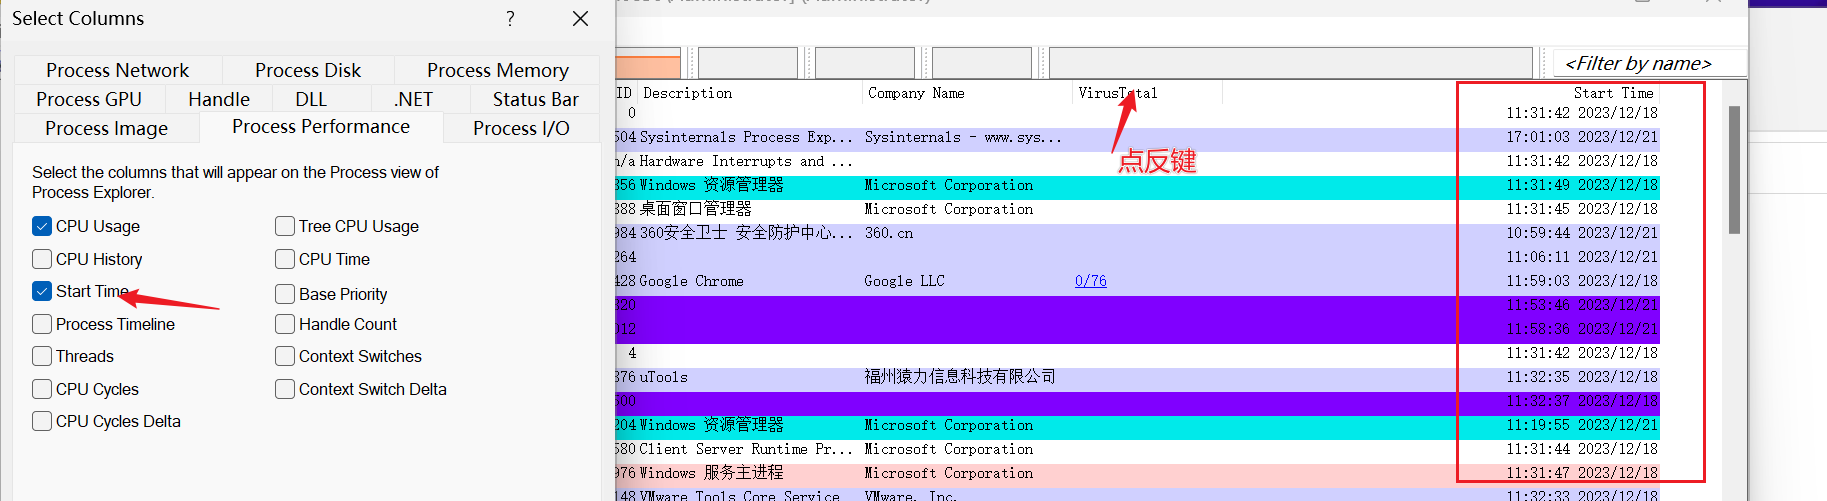 Select Columns ? ×
Process Network Process Disk Process Memory
Process GPU Handle DLL .NET Status Bar
Process Image Process Performance Process I/O
Select the columns that will appear on the Process view of
Process Explorer.
CPU Usage Tree CPU Usage
CPU History CPU Time
Start Time Base Priority
Process Timeline Handle Count
Threads Context Switches
CPU Cycles Context Switch Delta
CPU Cycles Delta
<Filter by name>
ID Description Company Name VirusTotal Start Time
0 11:31:42 2023/12/18
504 Sysinternals Process Exp... Sysinternals - www.sys... 17:01:03 2023/12/21
n/a Hardware Interrupts and ... 11:31:42 2023/12/18
356 Windows 资源管理器 Microsoft Corporation 11:31:49 2023/12/18
388 桌面窗口管理器 Microsoft Corporation 11:31:45 2023/12/18
984 360安全卫士 安全防护中心... 360.cn 10:59:44 2023/12/21
264 11:06:11 2023/12/21
428 Google Chrome Google LLC 0/76 11:59:03 2023/12/18
320 11:53:46 2023/12/21
912 11:58:36 2023/12/21
4 11:31:42 2023/12/18
376 uTools 福州猿力信息科技有限公司 11:32:35 2023/12/18
500 11:32:37 2023/12/18
204 Windows 资源管理器 Microsoft Corporation 11:19:55 2023/12/21
580 Client Server Runtime Pr... Microsoft Corporation 11:31:44 2023/12/18
976 Windows 服务主进程 Microsoft Corporation 11:31:47 2023/12/18
148 VMware Tools Core Service VMware, Inc. 11:32:33 2023/12/18
点反键